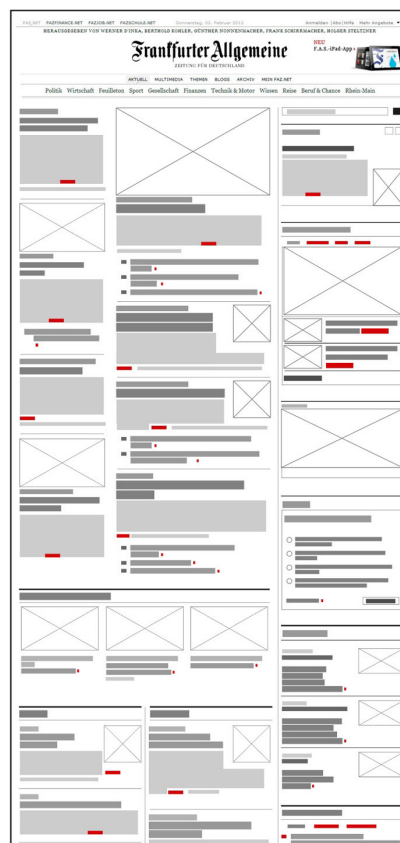 FAZ.NET FAZFINANCE.NET FAZJOB.NET FAZSCHULE.NET Donnerstag, 02. Februar 2012 Anmelden Abo Hilfe Mehr Angebote
HERAUSGEGEBEN VON WERNER D'INKA, BERTHOLD KOHLER, GÜNTHER NONNENMACHER, FRANK SCHIRRMACHER, HOLGER STELTZNER
Frankfurter Allgemeine
ZEITUNG FÜR DEUTSCHLAND
NEU
F.A.S.-iPad-App
AKTUELL MULTIMEDIA THEMEN BLOGS ARCHIV MEIN FAZ.NET
Politik Wirtschaft Feuilleton Sport Gesellschaft Finanzen Technik & Motor Wissen Reise Beruf & Chance Rhein-Main